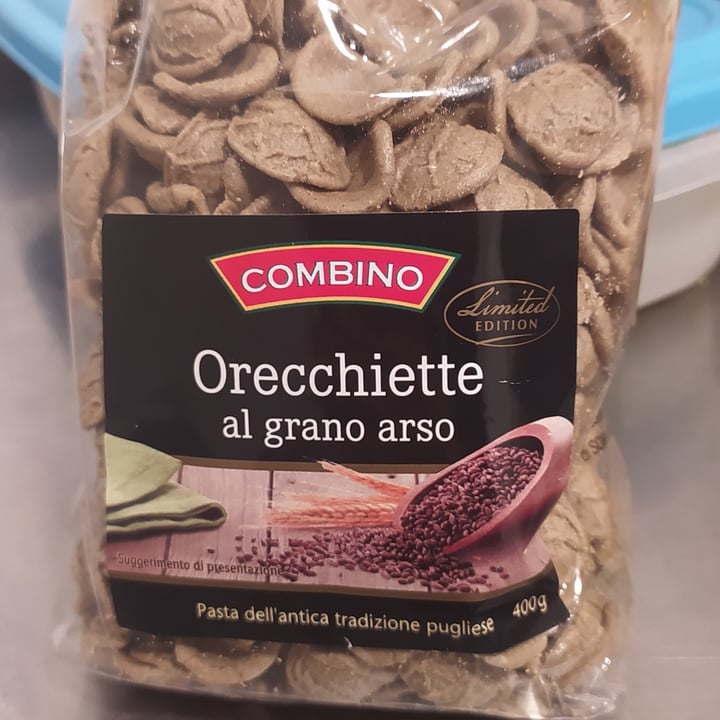 COMBINO
Limited
EDITION
Orecchiette
al grano arso
Suggerimento di presentazione
Pasta dell'antica tradizione pugliese 400g